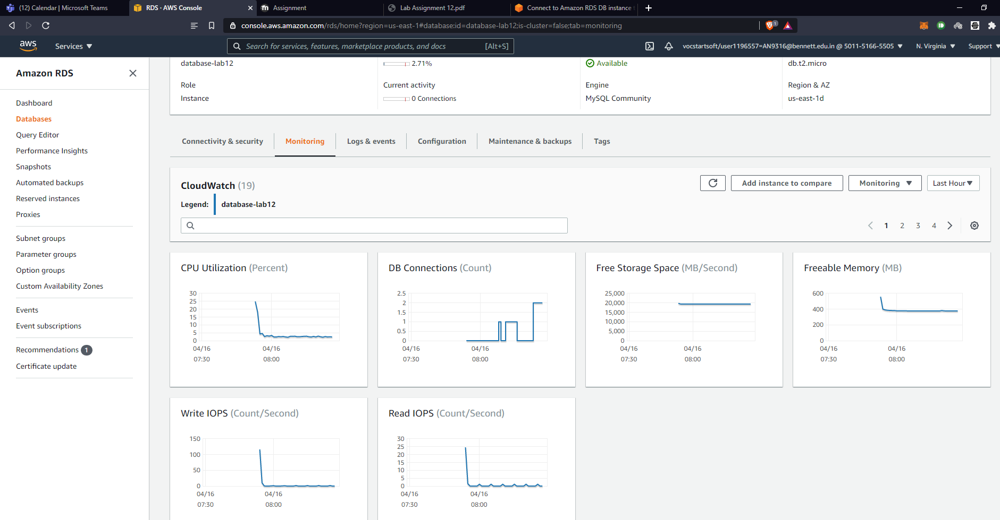 (12) Calendar | Microsoft Teams
RDS · AWS Console
Assignment
Lab Assignment 12.pdf
Connect to Amazon RDS DB instance
console.aws.amazon.com/rds/home?region=us-east-1#database:id=database-lab12;is-cluster=false;tab=monitoring
1
aws
Services
Search for services, features, marketplace products, and docs
[Alt+S]
vocstartsoft/user1196557=AN9316@bennett.edu.in @ 5011-5166-5505
N. Virginia
Support
Amazon RDS
Dashboard
Databases
Query Editor
Performance Insights
Snapshots
Automated backups
Reserved instances
Proxies
Subnet groups
Parameter groups
Option groups
Custom Availability Zones
Events
Event subscriptions
Recommendations 1
Certificate update
database-lab12
2.71%
Available
db.t2.micro
Role
Current activity
Engine
Region & AZ
Instance
0 Connections
MySQL Community
us-east-1d
Connectivity & security
Monitoring
Logs & events
Configuration
Maintenance & backups
Tags
CloudWatch (19)
Add instance to compare
Monitoring
Last Hour
Legend: database-lab12
1 2 3 4
CPU Utilization (Percent)
30
25
20
15
10
5
0
04/16 04/16
07:30 08:00
DB Connections (Count)
2.5
2
1.5
1
0.5
0
04/16 04/16
07:30 08:00
Free Storage Space (MB/Second)
25,000
20,000
15,000
10,000
5,000
0
04/16 04/16
07:30 08:00
Freeable Memory (MB)
600
400
200
0
04/16 04/16
07:30 08:00
Write IOPS (Count/Second)
150
100
50
0
04/16 04/16
07:30 08:00
Read IOPS (Count/Second)
30
25
20
15
10
5
0
04/16 04/16
07:30 08:00